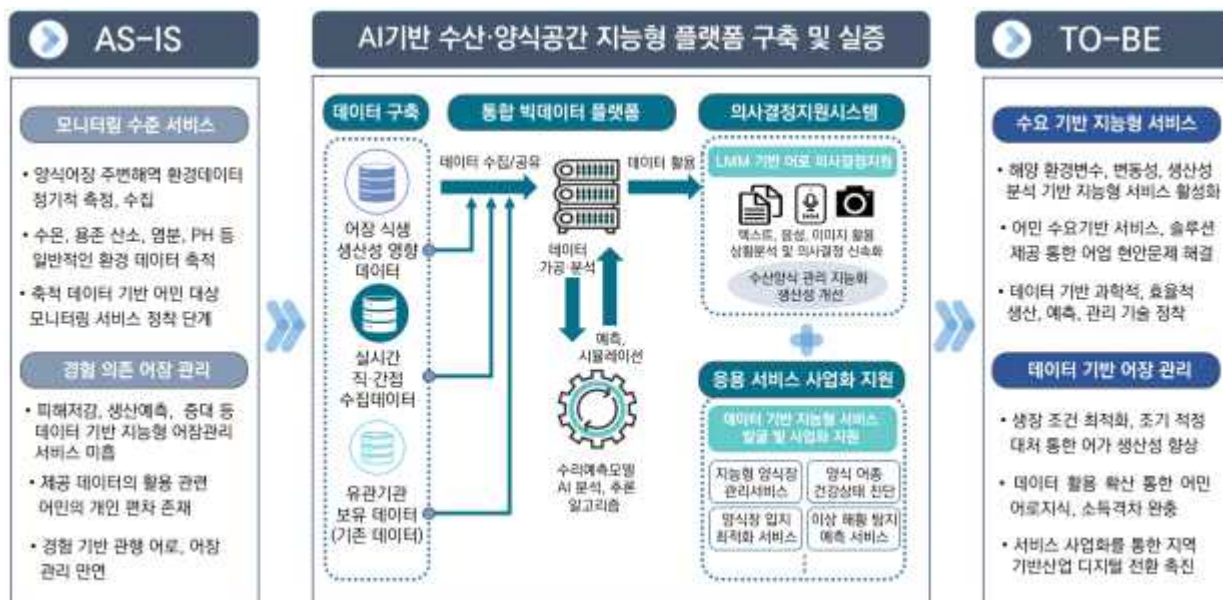 AS-IS
모니터링 수준 서비스
• 양식어장 주변해역 환경데이터
정기적 측정, 수집
• 수온, 용존 산소, 염분, PH 등
일반적인 환경 데이터 축적
• 축적 데이터 기반 어민 대상
모니터링 서비스 정착 단계
경험 의존 어장 관리
• 피해저감, 생산예측, 증대 등
데이터 기반 지능형 어장관리
서비스 미흡
• 제공 데이터의 활용 관련
어민의 개인 편차 존재
• 경험 기반 관행 어로, 어장
관리 만연
AI기반 수산·양식공간 지능형 플랫폼 구축 및 실증
데이터 구축
어장 식생
생산성 영향
데이터
실시간
직·간접
수집데이터
유관기관
보유 데이터
(기존 데이터)
통합 빅데이터 플랫폼
데이터 수집/공유
데이터 활용
데이터
가공·분석
예측,
시뮬레이션
수리예측모델
AI 분석, 추론
알고리즘
의사결정지원시스템
LMM 기반 어로 의사결정지원
텍스트, 음성, 이미지 활용
상황분석 및 의사결정 신속화
수산양식 관리 지능화
생산성 개선
응용 서비스 사업화 지원
데이터 기반 지능형 서비스
발굴 및 사업화 지원
지능형 양식장
관리서비스
양식 어종
건강상태 진단
양식장 입지
최적화 서비스
이상 해황 탐지
예측 서비스
TO-BE
수요 기반 지능형 서비스
• 해양 환경변수, 변동성, 생산성
분석 기반 지능형 서비스 활성화
• 어민 수요기반 서비스, 솔루션
제공 통한 어업 현안문제 해결
• 데이터 기반 과학적, 효율적
생산, 예측, 관리 기술 정착
데이터 기반 어장 관리
• 생장 조건 최적화, 조기 적정
대처 통한 어가 생산성 향상
• 데이터 활용 확산 통한 어민
어로지식, 소득격차 완충
• 서비스 사업화를 통한 지역
기반산업 디지털 전환 촉진